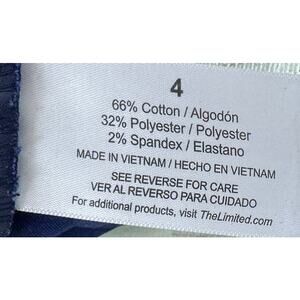 4
66% Cotton / Algodón
32% Polyester / Polyester
2% Spandex / Elastano
MADE IN VIETNAM / HECHO EN VIETNAM
SEE REVERSE FOR CARE
VER AL REVERSO PARA CUIDADO
For additional products, visit TheLimited.com